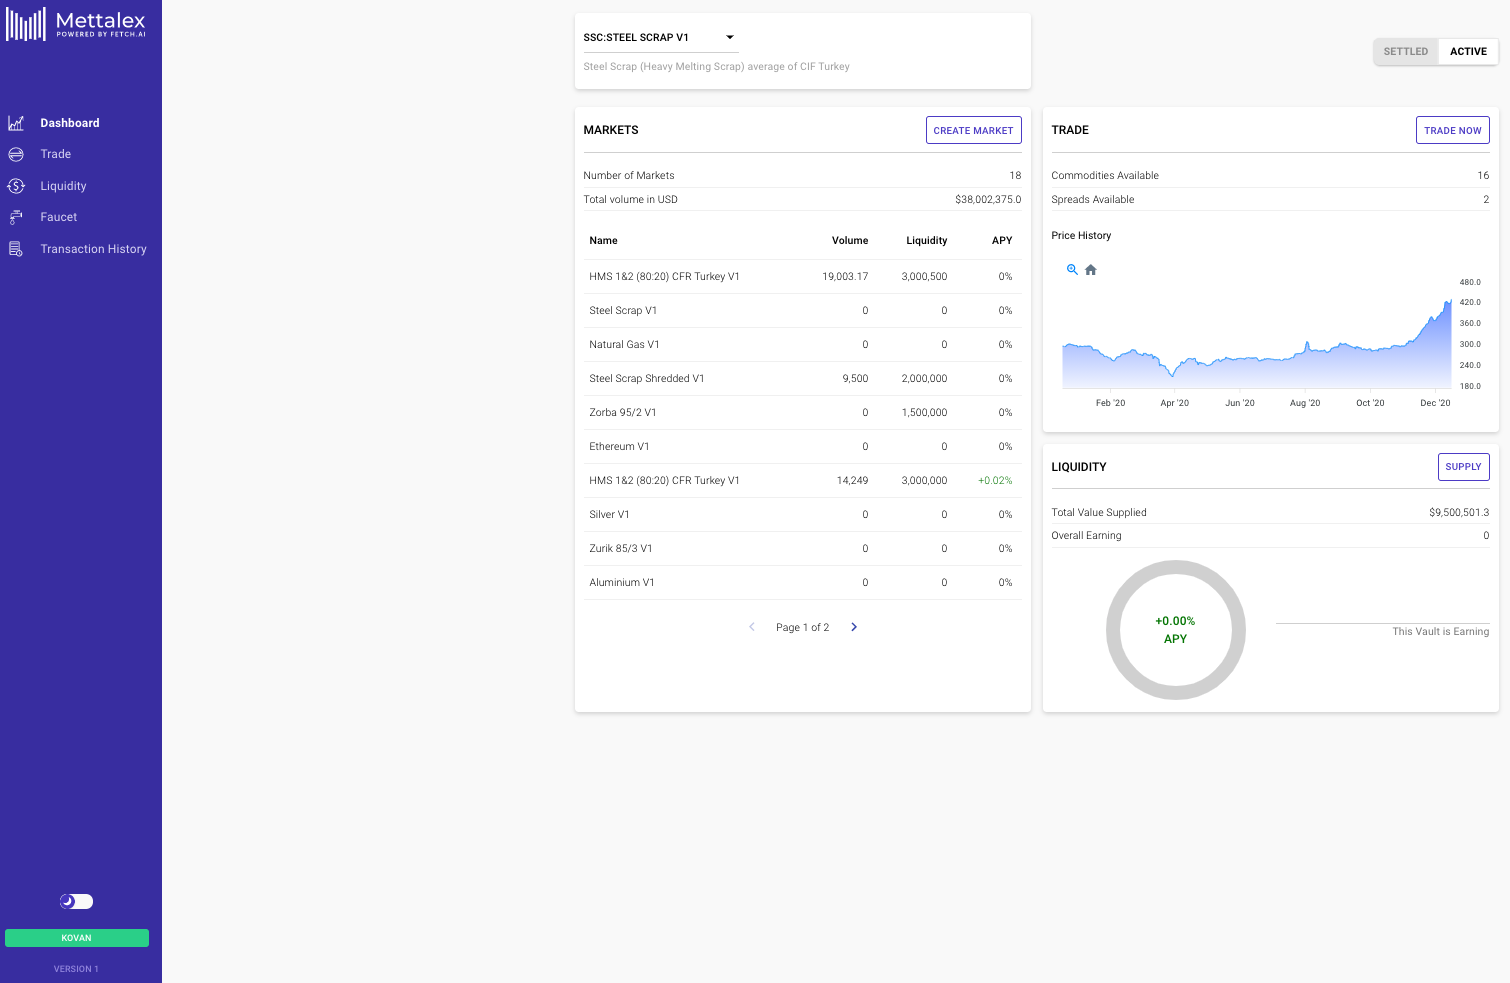 Mettalex
POWERED BY FETCH.AI
Dashboard
Trade
Liquidity
Faucet
Transaction History
KOVAN
VERSION 1
SSC:STEEL SCRAP V1
Steel Scrap (Heavy Melting Scrap) average of CIF Turkey
SETTLED ACTIVE
MARKETS CREATE MARKET
Number of Markets 18
Total volume in USD $38,002,375.0
Name Volume Liquidity APY
HMS 1&2 (80:20) CFR Turkey V1 19,003.17 3,000,500 0%
Steel Scrap V1 0 0 0%
Natural Gas V1 0 0 0%
Steel Scrap Shredded V1 9,500 2,000,000 0%
Zorba 95/2 V1 0 1,500,000 0%
Ethereum V1 0 0 0%
HMS 1&2 (80:20) CFR Turkey V1 14,249 3,000,000 +0.02%
Silver V1 0 0 0%
Zurik 85/3 V1 0 0 0%
Aluminium V1 0 0 0%
Page 1 of 2
TRADE TRADE NOW
Commodities Available 16
Spreads Available 2
Price History
480.0
420.0
360.0
300.0
240.0
180.0
Feb '20 Apr '20 Jun '20 Aug '20 Oct '20 Dec '20
LIQUIDITY SUPPLY
Total Value Supplied $9,500,501.3
Overall Earning 0
+0.00%
APY
This Vault is Earning